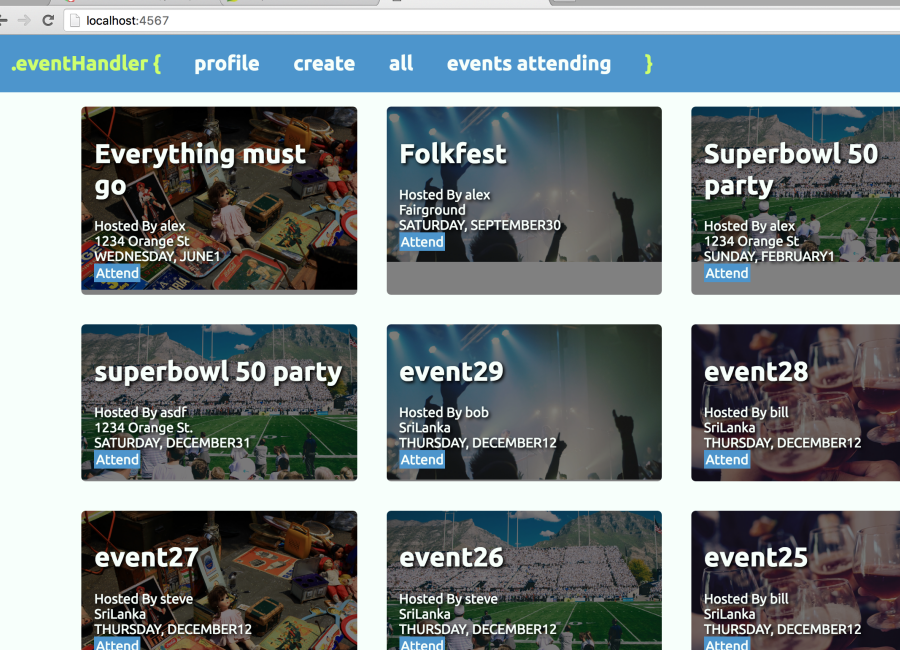 localhost:4567
.eventHandler { profile create all events attending }
Everything must
go
Hosted By alex
1234 Orange St
WEDNESDAY, JUNE1
Attend
Folkfest
Hosted By alex
Fairground
SATURDAY, SEPTEMBER30
Attend
Superbowl 50
party
Hosted By alex
1234 Orange St
SUNDAY, FEBRUARY1
Attend
superbowl 50 party
Hosted By asdf
1234 Orange St.
SATURDAY, DECEMBER31
Attend
event29
Hosted By bob
SriLanka
THURSDAY, DECEMBER12
Attend
event28
Hosted By bill
SriLanka
THURSDAY, DECEMBER12
Attend
event27
Hosted By steve
SriLanka
THURSDAY, DECEMBER12
Attend
event26
Hosted By steve
SriLanka
THURSDAY, DECEMBER12
Attend
event25
Hosted By bill
SriLanka
THURSDAY, DECEMBER12
Attend